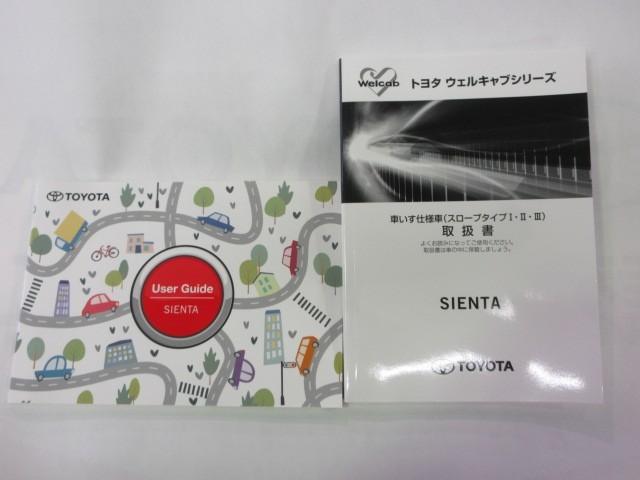 TOYOTA
User Guide
SIENTA
Welcab
トヨタ ウェルキャブシリーズ
車いす仕様車(スロープタイプⅠ・Ⅱ・Ⅲ)
取扱書
よくお読みになってご使用ください。
取扱書は車の中に保管しましょう。
SIENTA
TOYOTA